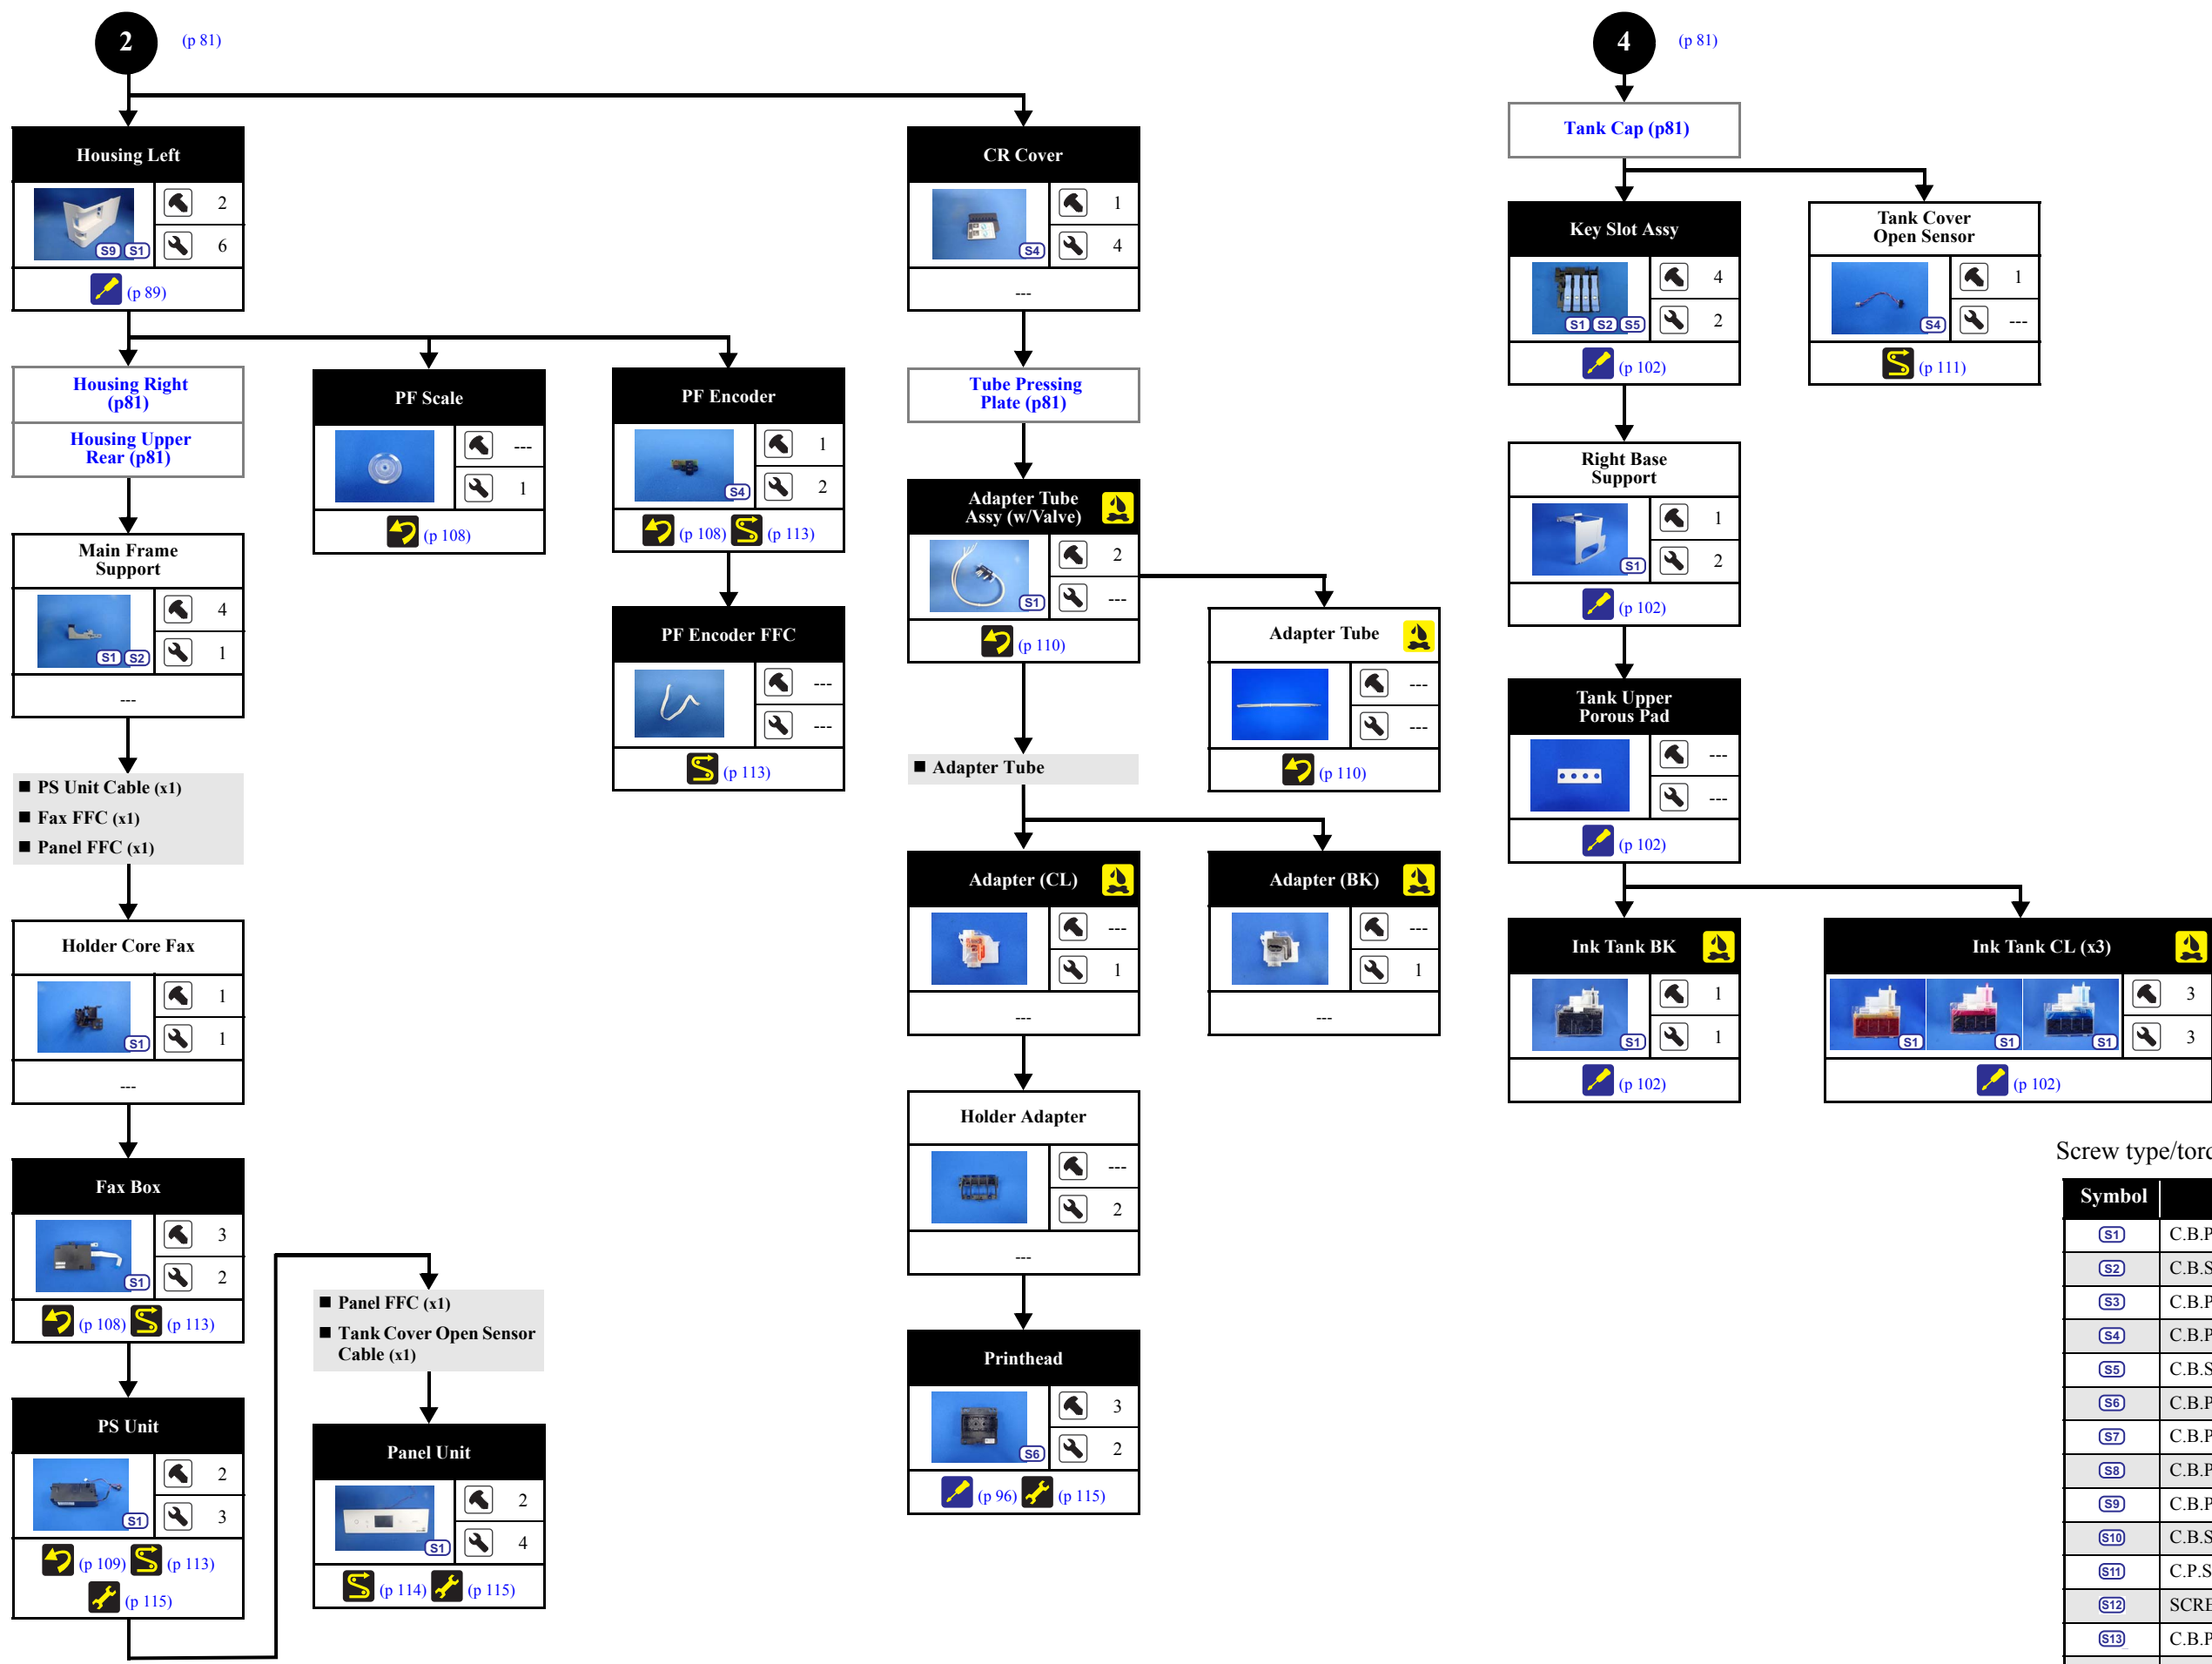 2
(p 81)
Housing Left
2
S9 S1
6
(p 89)
Housing Right
(p81)
Housing Upper
Rear (p81)
Main Frame
Support
4
S1 S2
1
---
■ PS Unit Cable (x1)
■ Fax FFC (x1)
■ Panel FFC (x1)
Holder Core Fax
1
S1
1
---
Fax Box
3
S1
2
(p 108) (p 113)
PS Unit
2
S1
3
(p 109) (p 113)
(p 115)
■ Panel FFC (x1)
■ Tank Cover Open Sensor
Cable (x1)
Panel Unit
2
S1
4
(p 114) (p 115)
PF Scale
---
1
(p 108)
PF Encoder
1
S4
2
(p 108) (p 113)
PF Encoder FFC
---
---
(p 113)
CR Cover
1
S4
4
---
Tube Pressing
Plate (p81)
Adapter Tube
Assy (w/Valve)
2
S1
---
(p 110)
Adapter Tube
---
---
(p 110)
■ Adapter Tube
Adapter (CL)
---
1
---
Adapter (BK)
---
1
---
Holder Adapter
---
2
---
Printhead
3
S6
2
(p 96) (p 115)
4
(p 81)
Tank Cap (p81)
Key Slot Assy
4
S1 S2 S5
2
(p 102)
Tank Cover
Open Sensor
1
S4
---
(p 111)
Right Base
Support
1
S1
2
(p 102)
Tank Upper
Porous Pad
---
---
(p 102)
Ink Tank BK
1
S1
1
(p 102)
Ink Tank CL (x3)
3
S1 S1 S1
3
(p 102)
Screw type/torq
Symbol
S1 C.B.P
S2 C.B.S
S3 C.B.P
S4 C.B.P
S5 C.B.S
S6 C.B.P
S7 C.B.P
S8 C.B.P
S9 C.B.P
S10 C.B.S
S11 C.P.S
S12 SCRE
S13 C.B.P